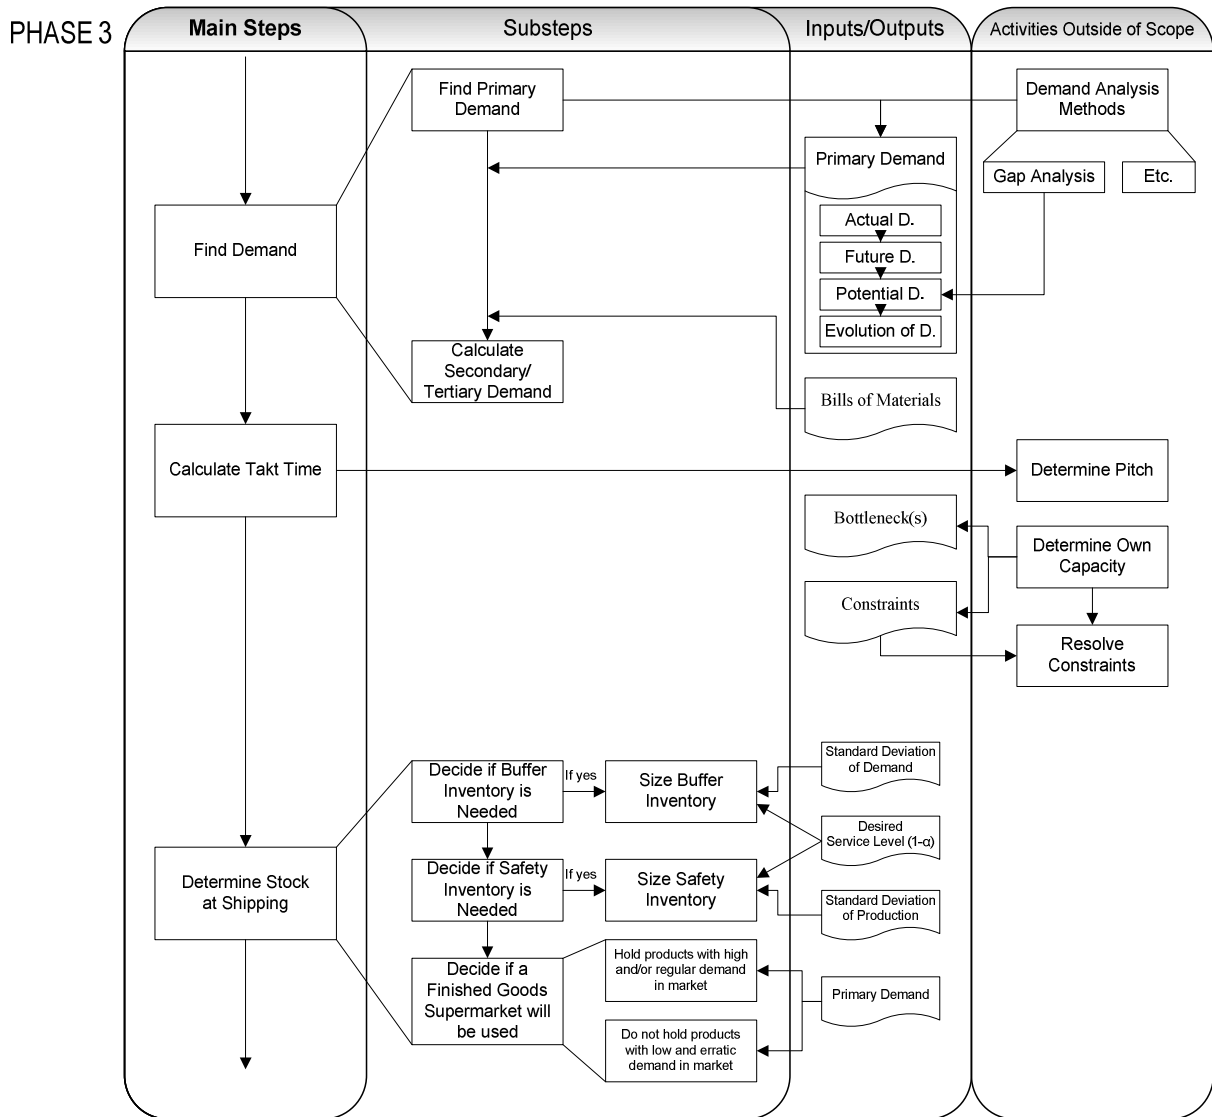 PHASE 3
Main Steps
Substeps
Inputs/Outputs
Activities Outside of Scope
Find Primary
Demand
Demand Analysis
Methods
Primary Demand
Gap Analysis
Etc.
Actual D.
Find Demand
Future D.
Potential D.
Evolution of D.
Calculate
Secondary/
Tertiary Demand
Bills of Materials
Calculate Takt Time
Determine Pitch
Bottleneck(s)
Determine Own
Capacity
Constraints
Resolve
Constraints
Decide if Buffer
Inventory is
Needed
If yes
Size Buffer
Inventory
Standard Deviation
of Demand
Desired
Service Level (1-α)
Determine Stock
at Shipping
Decide if Safety
Inventory is
Needed
If yes
Size Safety
Inventory
Standard Deviation
of Production
Decide if a
Finished Goods
Supermarket will
be used
Hold products with high
and/or regular demand
in market
Primary Demand
Do not hold products
with low and erratic
demand in market